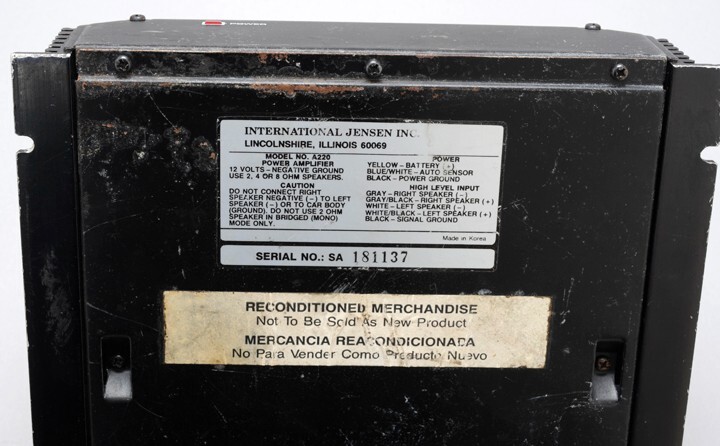 POWER
INTERNATIONAL JENSEN INC.
LINCOLNSHIRE, ILLINOIS 60069
MODEL NO. A220
POWER AMPLIFIER
12 VOLTS – NEGATIVE GROUND
USE 2, 4 OR 8 OHM SPEAKERS.
CAUTION
DO NOT CONNECT RIGHT
SPEAKER NEGATIVE (–) TO LEFT
SPEAKER (–) OR TO CAR BODY
(GROUND). DO NOT USE 2 OHM
SPEAKER IN BRIDGED (MONO)
MODE ONLY.
POWER
YELLOW – BATTERY (+)
BLUE/WHITE – AUTO SENSOR
BLACK – POWER GROUND
HIGH LEVEL INPUT
GRAY – RIGHT SPEAKER (–)
GRAY/BLACK – RIGHT SPEAKER (+)
WHITE – LEFT SPEAKER (–)
WHITE/BLACK – LEFT SPEAKER (+)
BLACK – SIGNAL GROUND
Made in Korea
SERIAL NO.: SA 181137
RECONDITIONED MERCHANDISE
Not To Be Sold As New Product
MERCANCIA REACONDICIONADA
No Para Vender Como Producto Nuevo